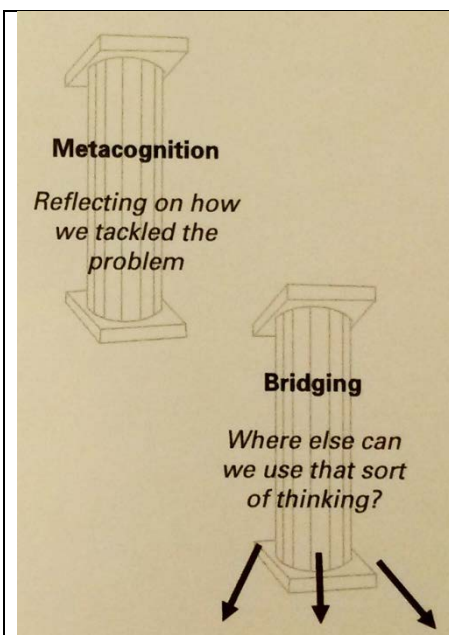 Metacognition
Reflecting on how
we tackled the
problem
Bridging
Where else can
we use that sort
of thinking?